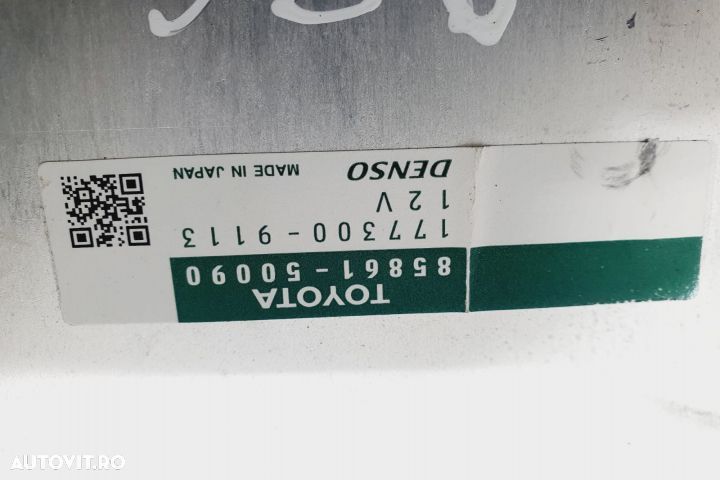 TOYOTA
85861-50090
177300-9113
12V
DENSO MADE IN JAPAN
AUTOVIT.RO